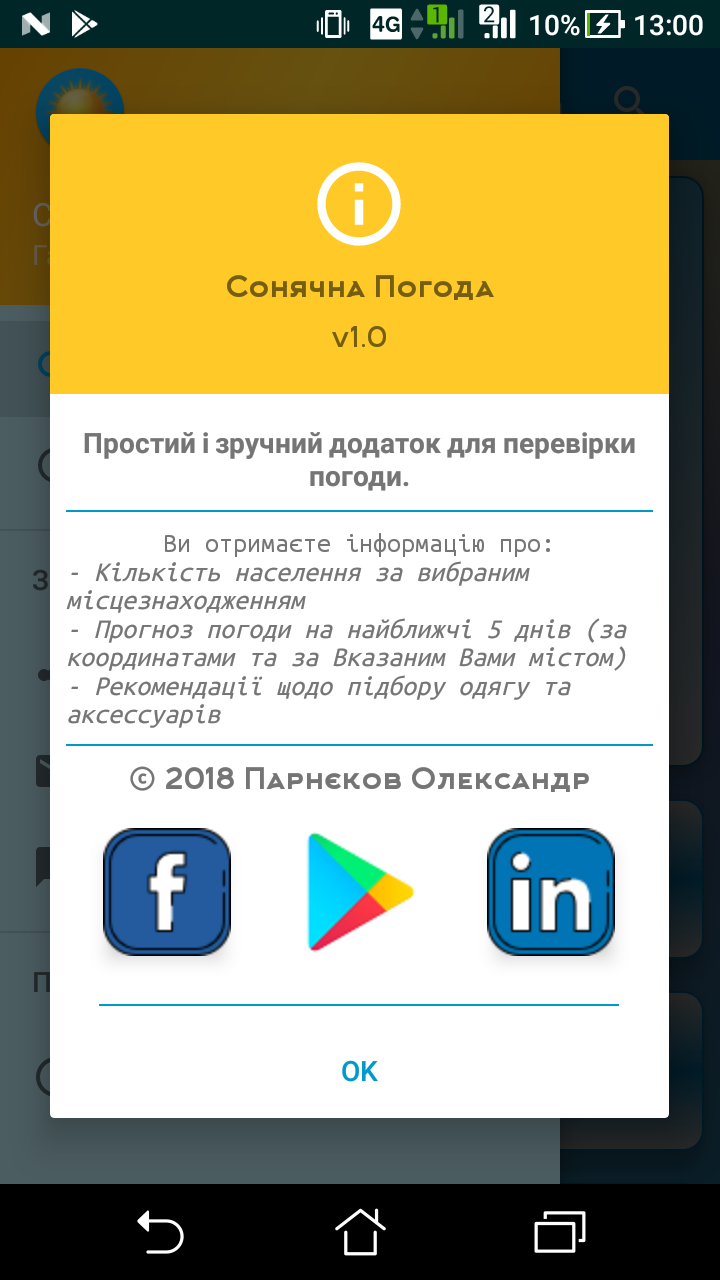 4G 1 2 10% 13:00
Сонячна Погода
v1.0
Простий і зручний додаток для перевірки
погоди.
Ви отримаєте інформацію про:
- Кількість населення за вибраним
місцезнаходженням
- Прогноз погоди на найближчі 5 днів (за
координатами та за Вказаним Вами містом)
- Рекомендації щодо підбору одягу та
аксессуарів
© 2018 Парнєков Олександр
f in
OK